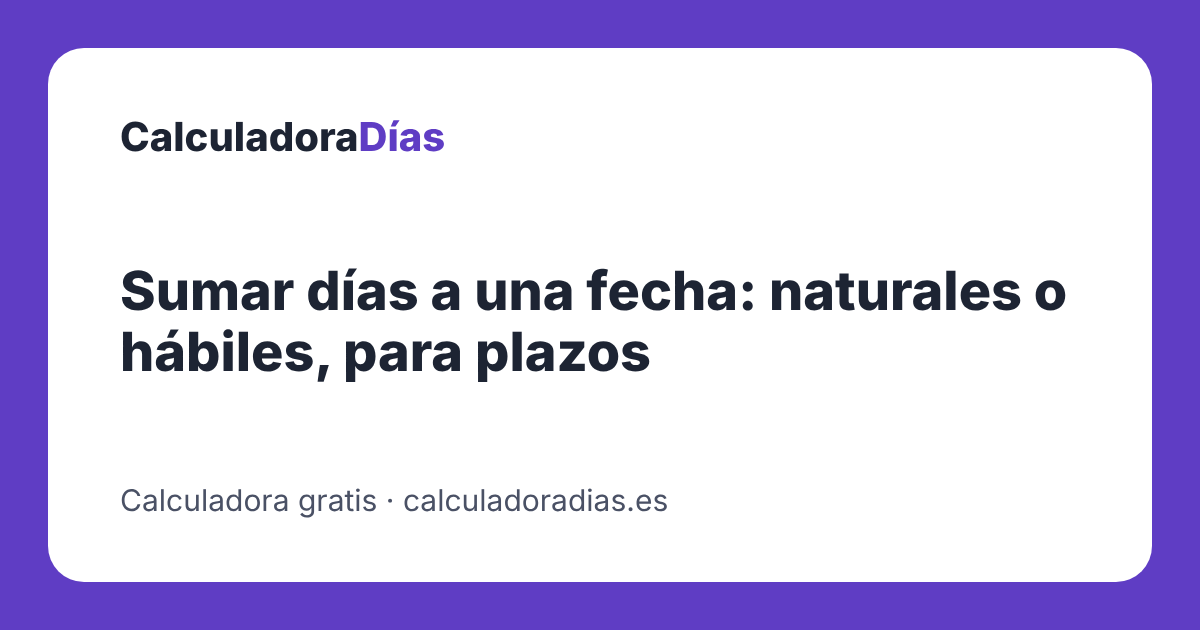 CalculadoraDías
Sumar días a una fecha: naturales o
hábiles, para plazos
Calculadora gratis · calculadoradias.es